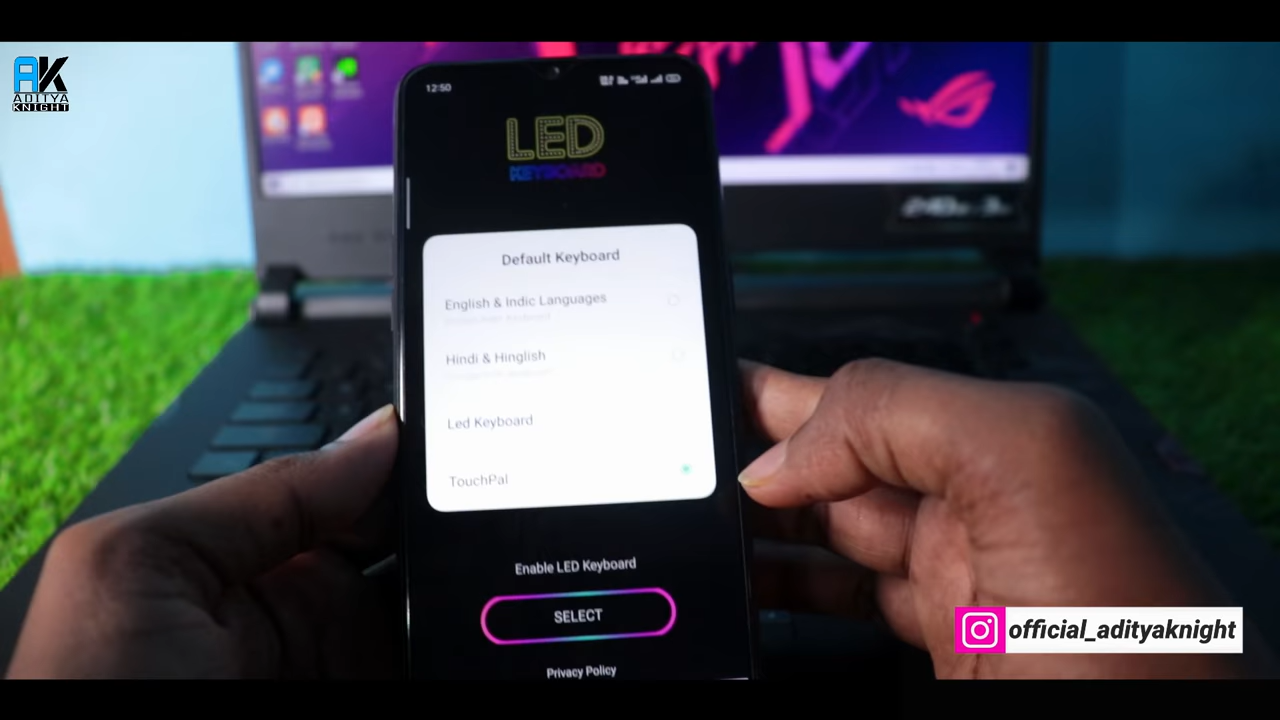 AK
ADITYA
KNIGHT
12:50
LED
KEYBOARD
Default Keyboard
English & Indic Languages
Hindi & Hinglish
Led Keyboard
TouchPal
Enable LED Keyboard
SELECT
Privacy Policy
official_adityaknight